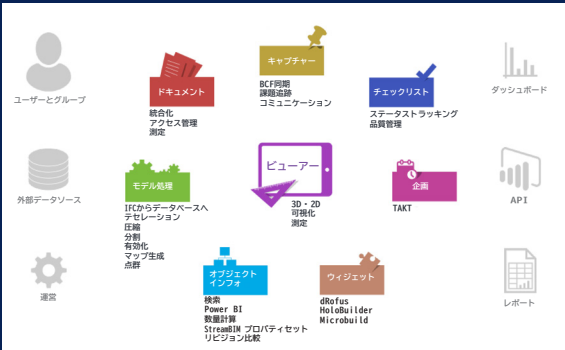 ユーザーとグループ
ドキュメント
統合化
アクセス管理
測定
キャプチャー
BCF同期
課題追跡
コミュニケーション
チェックリスト
ステータストラッキング
品質管理
ダッシュボード
外部データソース
モデル処理
IFCからデータベースへ
テセレーション
圧縮
分割
有効化
マップ生成
点群
ビューアー
3D・2D
可視化
測定
企画
TAKT
API
運営
オブジェクト
インフォ
検索
Power BI
数量計算
StreamBIM プロパティセット
リビジョン比較
ウィジェット
dRofus
HoloBuilder
Microbuild
レポート